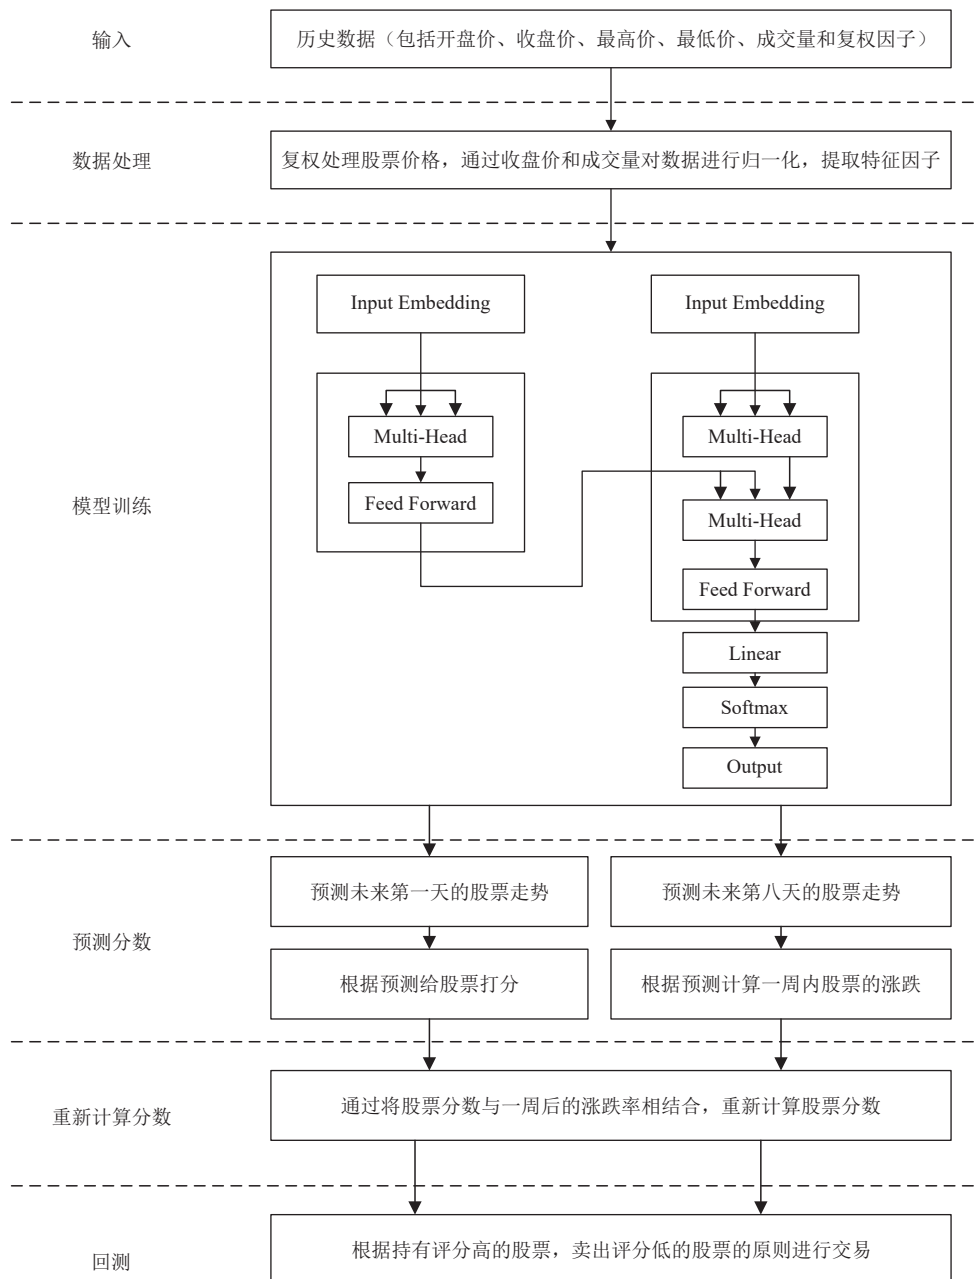 输入
历史数据（包括开盘价、收盘价、最高价、最低价、成交量和复权因子）
数据处理
复权处理股票价格，通过收盘价和成交量对数据进行归一化，提取特征因子
模型训练
Input Embedding
Multi-Head
Feed Forward
Input Embedding
Multi-Head
Multi-Head
Feed Forward
Linear
Softmax
Output
预测分数
预测未来第一天的股票走势
预测未来第八天的股票走势
根据预测给股票打分
根据预测计算一周内股票的涨跌
重新计算分数
通过将股票分数与一周后的涨跌率相结合，重新计算股票分数
回测
根据持有评分高的股票，卖出评分低的股票的原则进行交易